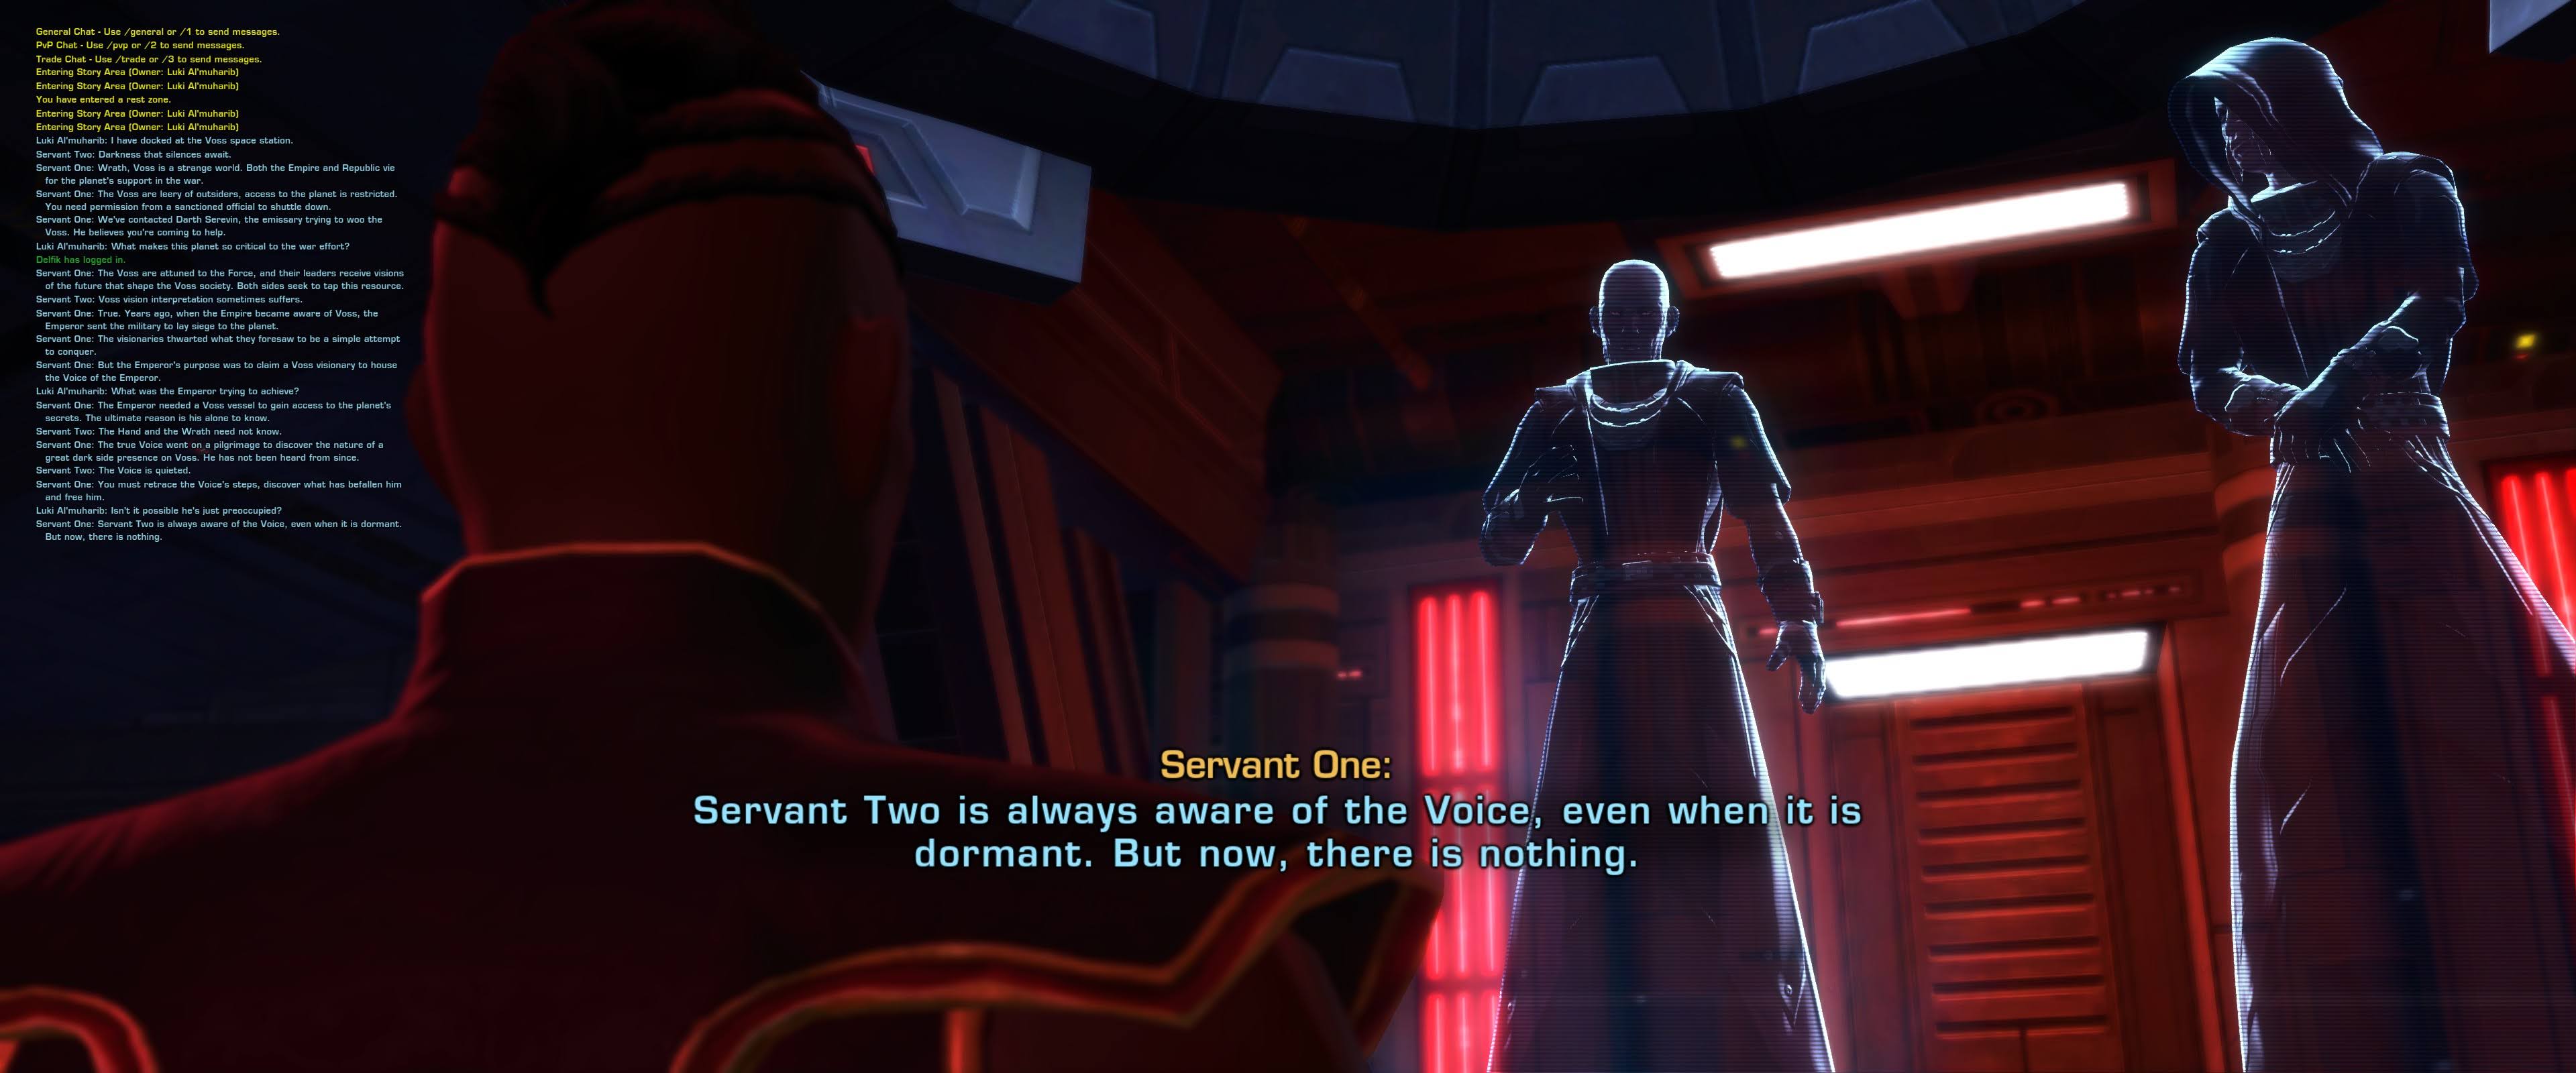 General Chat - Use /general or /1 to send messages.
PvP Chat - Use /pvp or /2 to send messages.
Trade Chat - Use /trade or /3 to send messages.
Entering Story Area (Owner: Luki Al'muharib)
Entering Story Area (Owner: Luki Al'muharib)
You have entered a rest zone.
Entering Story Area (Owner: Luki Al'muharib)
Entering Story Area (Owner: Luki Al'muharib)
Luki Al'muharib: I have docked at the Voss space station.
Servant Two: Darkness that silences await.
Servant One: Wrath, Voss is a strange world. Both the Empire and Republic vie
for the planet's support in the war.
Servant One: The Voss are leery of outsiders, access to the planet is restricted.
You need permission from a sanctioned official to shuttle down.
Servant One: We've contacted Darth Serevin, the emissary trying to woo the
Voss. He believes you're coming to help.
Luki Al'muharib: What makes this planet so critical to the war effort?
Delfik has logged in.
Servant One: The Voss are attuned to the Force, and their leaders receive visions
of the future that shape the Voss society. Both sides seek to tap this resource.
Servant Two: Voss vision interpretation sometimes suffers.
Servant One: True. Years ago, when the Empire became aware of Voss, the
Emperor sent the military to lay siege to the planet.
Servant One: The visionaries thwarted what they foresaw to be a simple attempt
to conquer.
Servant One: But the Emperor's purpose was to claim a Voss visionary to house
the Voice of the Emperor.
Luki Al'muharib: What was the Emperor trying to achieve?
Servant One: The Emperor needed a Voss vessel to gain access to the planet's
secrets. The ultimate reason is his alone to know.
Servant Two: The Hand and the Wrath need not know.
Servant One: The true Voice went on a pilgrimage to discover the nature of a
great dark side presence on Voss. He has not been heard from since.
Servant Two: The Voice is quieted.
Servant One: You must retrace the Voice's steps, discover what has befallen him
and free him.
Luki Al'muharib: Isn't it possible he's just preoccupied?
Servant One: Servant Two is always aware of the Voice, even when it is dormant.
But now, there is nothing.
Servant One:
Servant Two is always aware of the Voice, even when it is
dormant. But now, there is nothing.